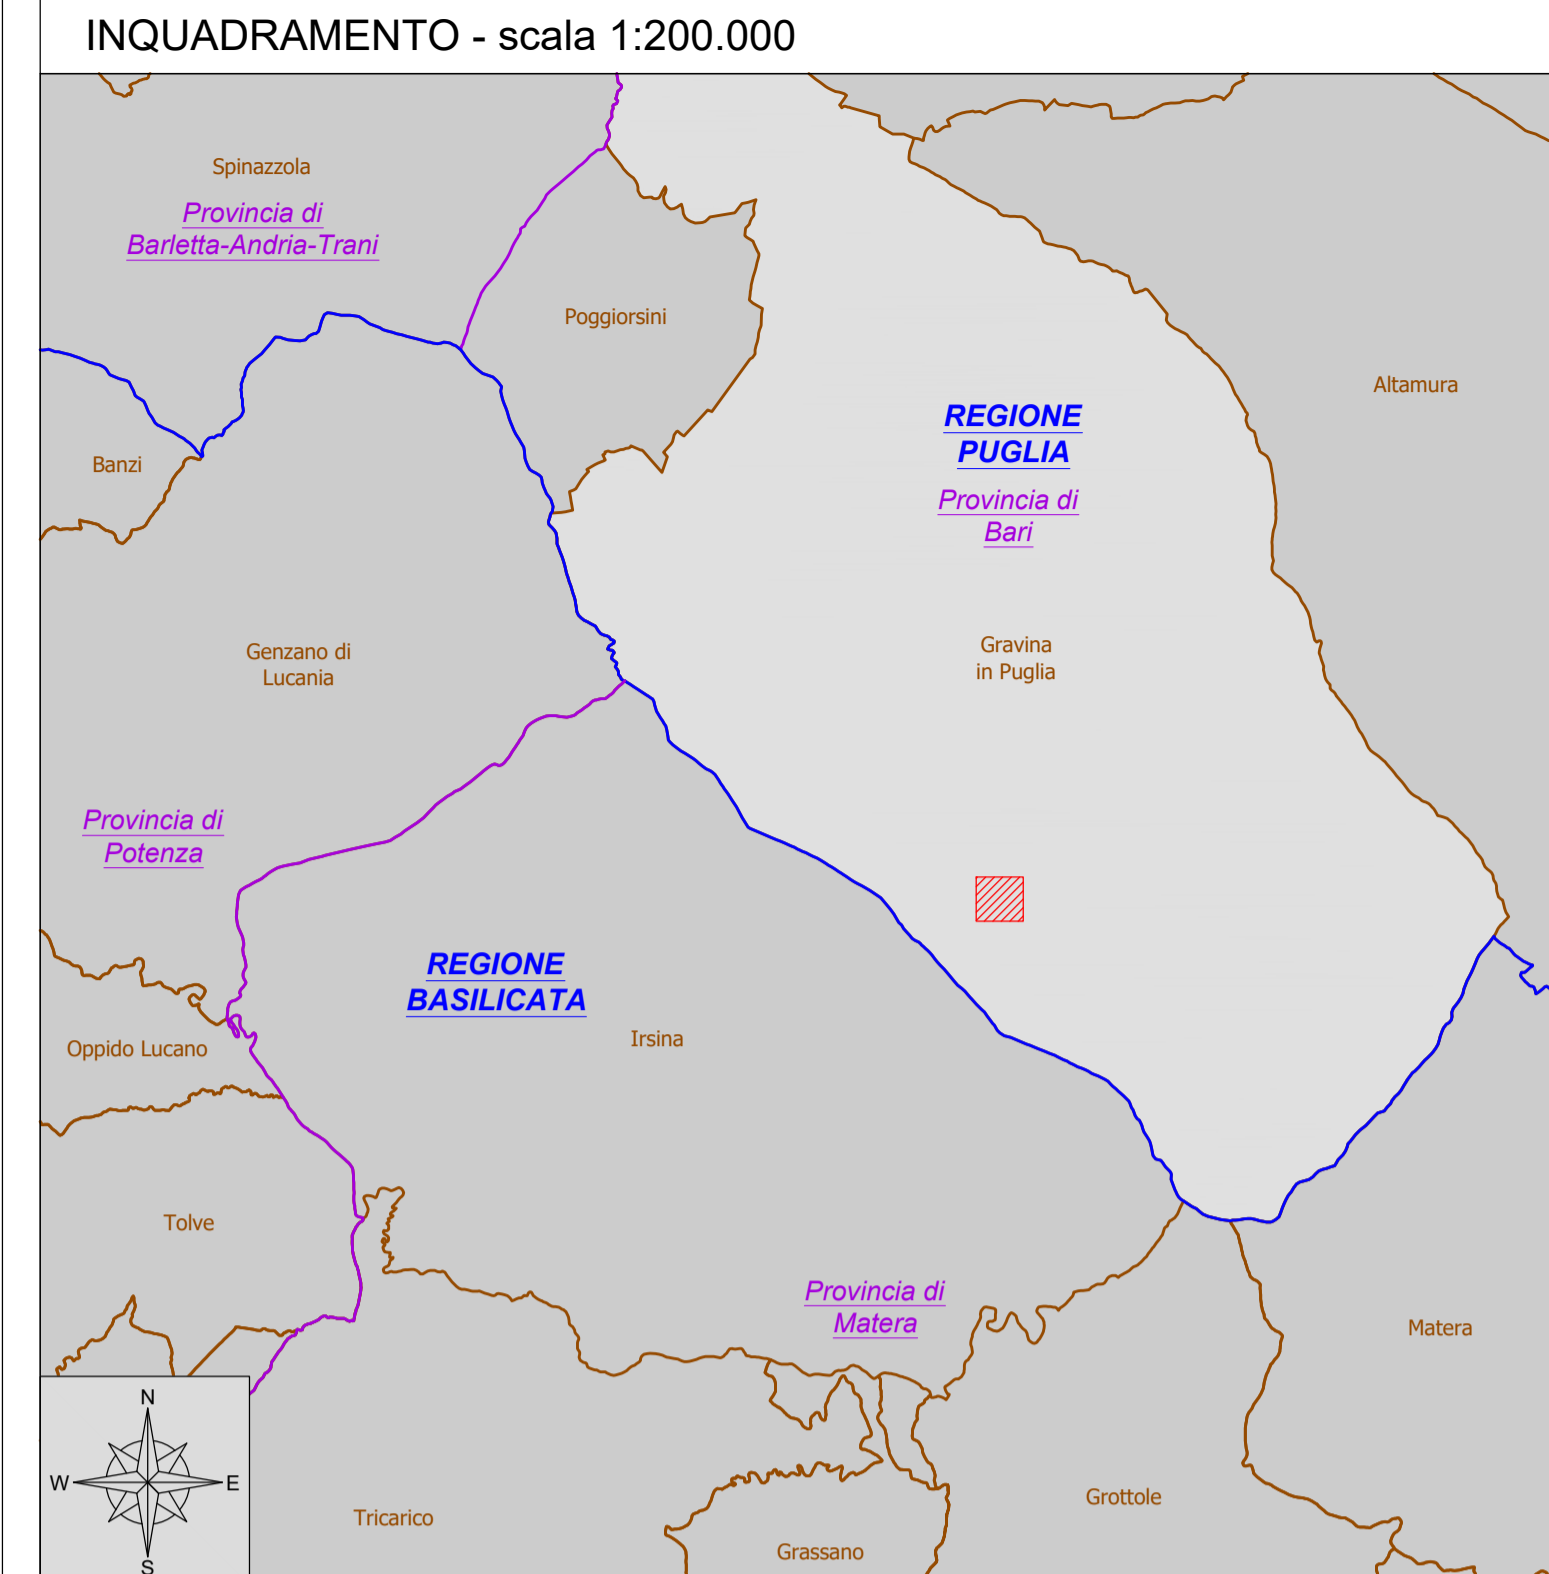 INQUADRAMENTO - scala 1:200.000
Spinazzola
Provincia di
Barletta-Andria-Trani
Poggiorsini
Altamura
REGIONE
PUGLIA
Banzi
Provincia di
Bari
Gravina
in Puglia
Genzano di
Lucania
Provincia di
Potenza
REGIONE
BASILICATA
Irsina
Oppido Lucano
Tolve
Provincia di
Matera
Matera
N
W
E
S
Tricarico
Grottole
Grassano